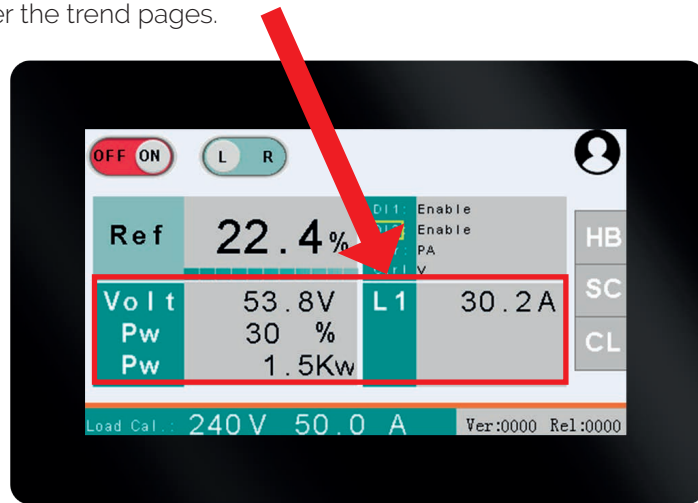 er the trend pages.
OFF ON
L R
Ref 22.4%
DI1: Enable
Enable
PA
V
HB
SC
CL
Volt 53.8V
Pw 30 %
Pw 1.5Kw
L1 30.2A
Load Cal.: 240V 50.0 A
Ver:0000 Rel:0000